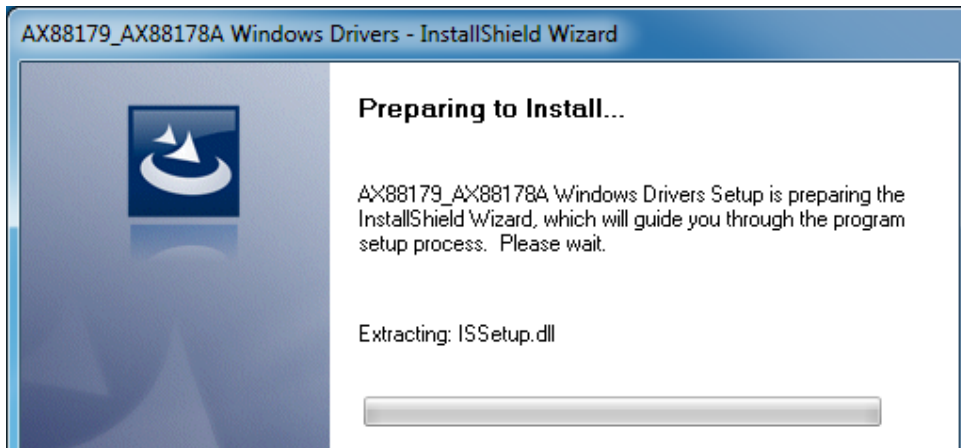 AX88179_AX88178A Windows Drivers - InstallShield Wizard
Preparing to Install...
AX88179_AX88178A Windows Drivers Setup is preparing the
InstallShield Wizard, which will guide you through the program
setup process.  Please wait.
Extracting: ISSetup.dll